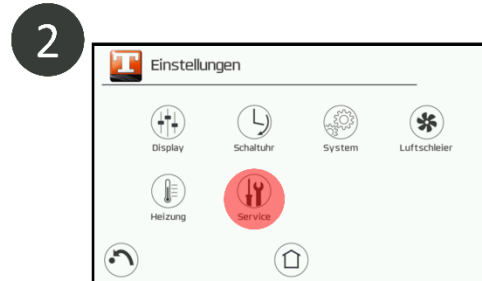 2
T Einstellungen
Display Schaltuhr System Luftschleier
Heizung Service